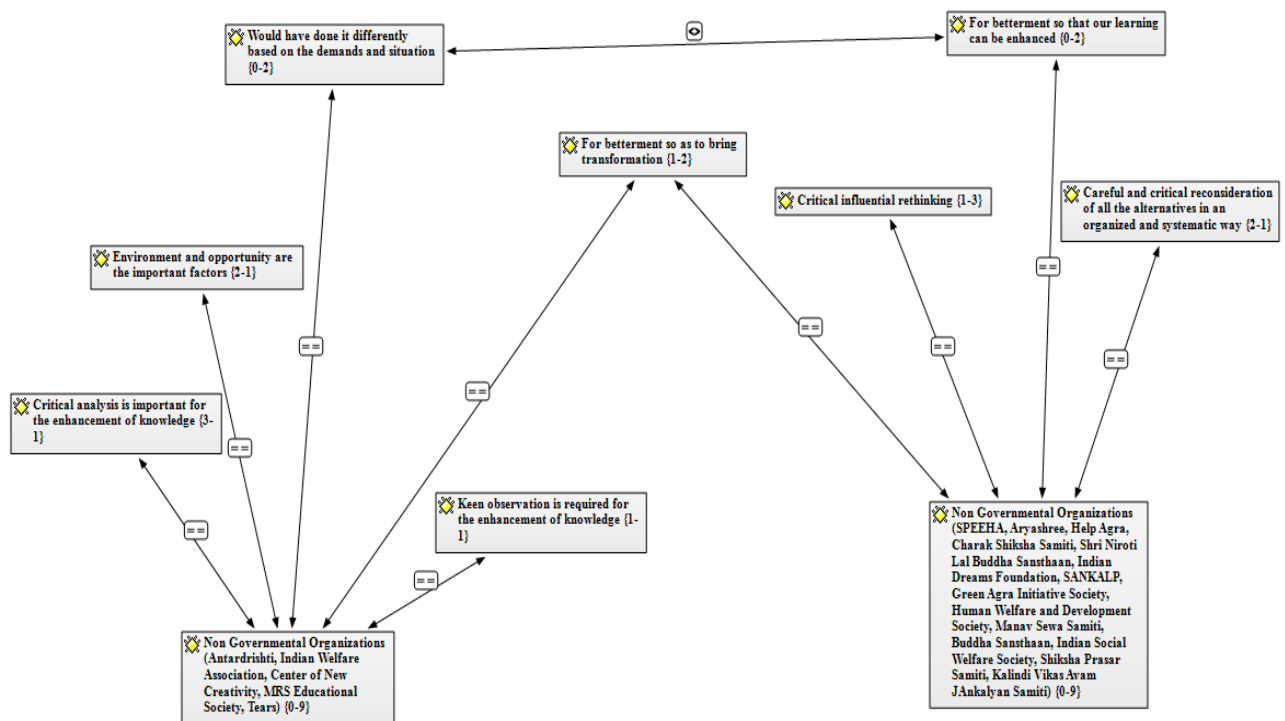 Would have done it differently
based on the demands and situation
{0-2}
<>
For betterment so that our learning
can be enhanced {0-2}
For betterment so as to bring
transformation {1-2}
Critical influential rethinking {1-3}
Careful and critical reconsideration
of all the alternatives in an
organized and systematic way {2-1}
Environment and opportunity are
the important factors {2-1}
==
==
==
==
==
==
Critical analysis is important for
the enhancement of knowledge {3-
1}
==
==
Keen observation is required for
the enhancement of knowledge {1-
1}
==
Non Governmental Organizations
(Antardrishti, Indian Welfare
Association, Center of New
Creativity, MRS Educational
Society, Tears) {0-9}
Non Governmental Organizations
(SPEEHA, Aryashree, Help Agra,
Charak Shiksha Samiti, Shri Niroti
Lal Buddha Sansthaan, Indian
Dreams Foundation, SANKALP,
Green Agra Initiative Society,
Human Welfare and Development
Society, Manav Sewa Samiti,
Buddha Sansthaan, Indian Social
Welfare Society, Shiksha Prasar
Samiti, Kalindi Vikas Avam
JAnkalyan Samiti) {0-9}